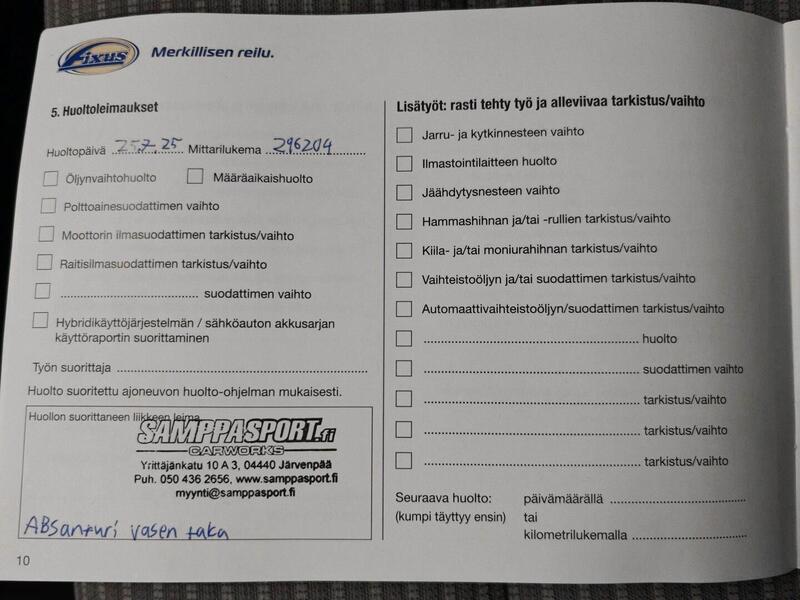 Fixus
Merkillisen reilu.
5. Huoltoleimaukset
Huoltopäivä 25.7.25 Mittarilukema 296204
Öljynvaihtohuolto Määräaikaishuolto
Polttoainesuodattimen vaihto
Moottorin ilmasuodattimen tarkistus/vaihto
Raitisilmasuodattimen tarkistus/vaihto
suodattimen vaihto
Hybridikäyttöjärjestelmän / sähköauton akkusarjan
käyttöraportin suorittaminen
Työn suorittaja
Huolto suoritettu ajoneuvon huolto-ohjelman mukaisesti.
Huollon suorittaneen liikkeen leima
SAMPPASPORT.fi
CARWORKS
Yrittäjänkatu 10 A 3, 04440 Järvenpää
Puh. 050 436 2656, www.samppasport.fi
myynti@samppasport.fi
ABSanturi vasen taka
10
Lisätyöt: rasti tehty työ ja alleviivaa tarkistus/vaihto
Jarru- ja kytkinnesteen vaihto
Ilmastointilaitteen huolto
Jäähdytysnesteen vaihto
Hammashihnan ja/tai -rullien tarkistus/vaihto
Kiila- ja/tai moniurahihnan tarkistus/vaihto
Vaihteistoöljyn ja/tai suodattimen tarkistus/vaihto
Automaattivaihteistoöljyn/suodattimen tarkistus/vaihto
huolto
suodattimen vaihto
tarkistus/vaihto
tarkistus/vaihto
tarkistus/vaihto
Seuraava huolto: päivämäärällä
(kumpi täyttyy ensin) tai
kilometrilukemalla